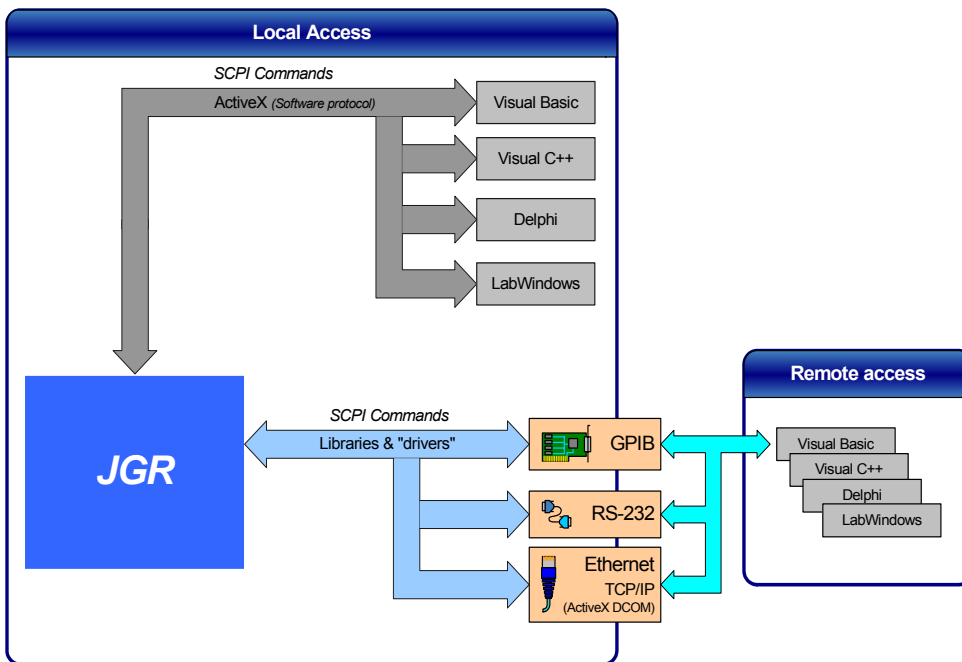 Local Access
SCPI Commands
ActiveX (Software protocol)
Visual Basic
Visual C++
Delphi
LabWindows
JGR
SCPI Commands
Libraries & "drivers"
GPIB
RS-232
Ethernet
TCP/IP
(ActiveX DCOM)
Remote access
Visual Basic
Visual C++
Delphi
LabWindows